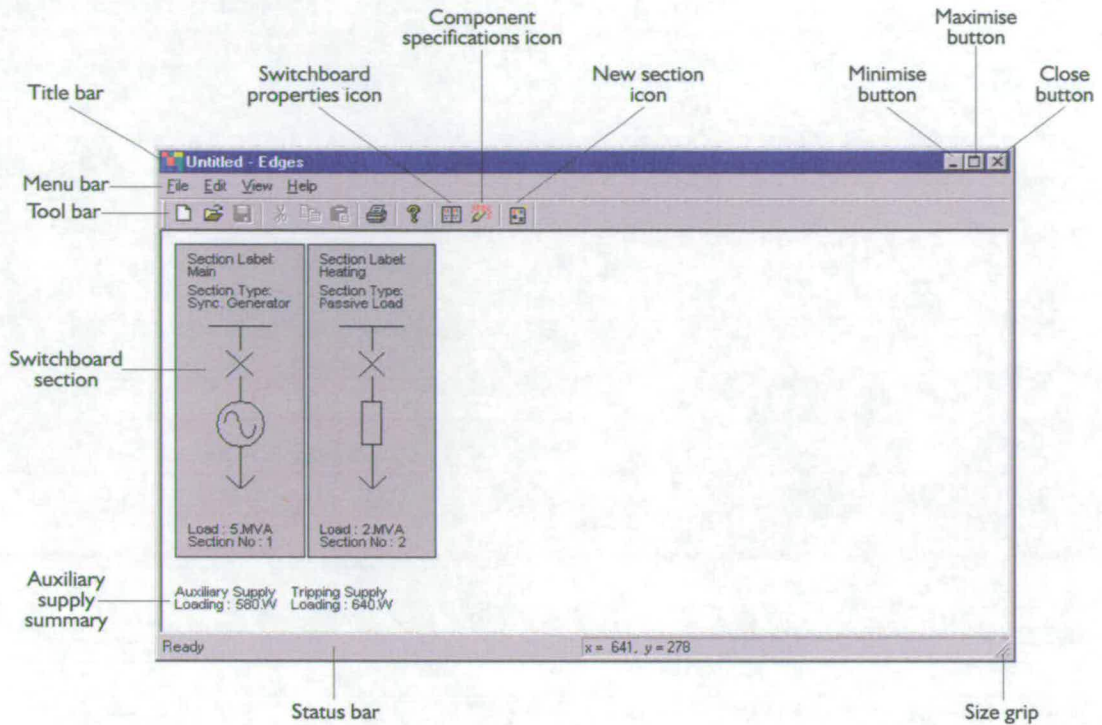 Component
specifications icon
Maximise
button
Switchboard
properties icon
New section
icon
Minimise
button
Close
button
Title bar
Untitled - Edges
Menu bar
File Edit View Help
Tool bar
Section Label:
Main
Section Type:
Sync. Generator
Section Label:
Heating
Section Type:
Passive Load
Switchboard
section
Load : 5.MVA
Section No : 1
Load : 2.MVA
Section No : 2
Auxiliary
supply
summary
Auxiliary Supply
Loading : 580.W
Tripping Supply
Loading : 640.W
Ready
x = 641, y = 278
Status bar
Size grip